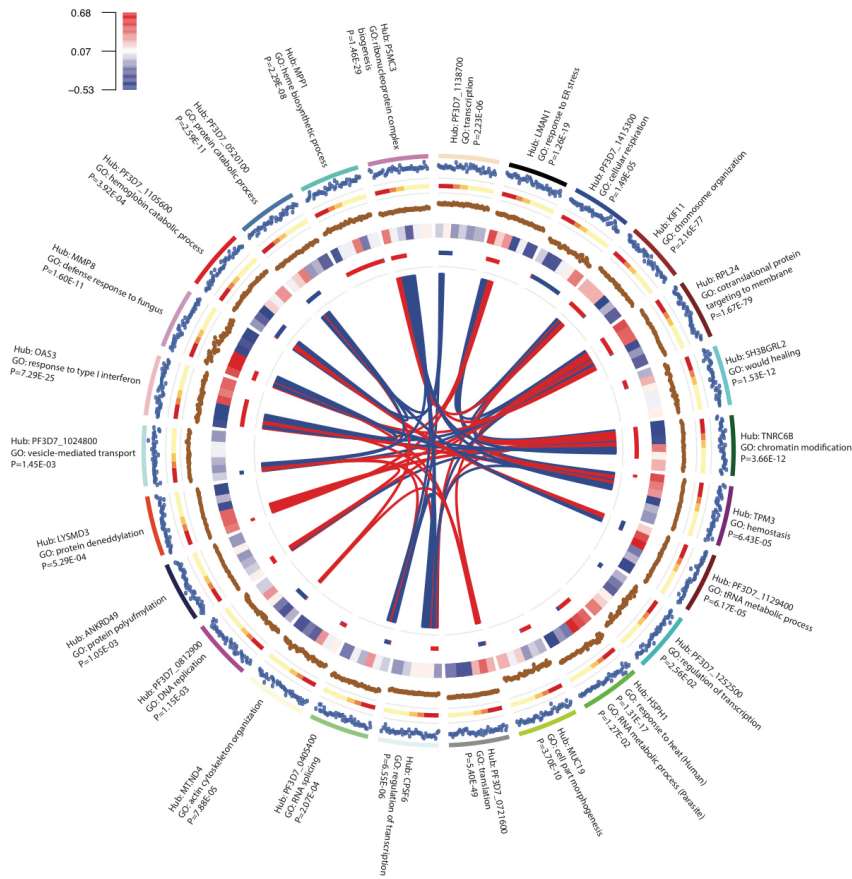 0.68
0.07
−0.53
Hub: PF3D7_1138700
GO: transcription
P=2.23E-06
Hub: LMAN1
GO: response to ER stress
P=1.26E-19
Hub: PF3D7_1415300
GO: cellular respiration
P=1.49E-05
Hub: KIF11
GO: chromosome organization
P=2.16E-77
Hub: RPL24
GO: cotranslational protein
targeting to membrane
P=1.67E-79
Hub: SH3BGRL2
GO: would healing
P=1.53E-12
Hub: TNRC6B
GO: chromatin modification
P=3.66E-12
Hub: TPM3
GO: hemostasis
P=6.43E-05
Hub: PF3D7_1129400
GO: tRNA metabolic process
P=6.17E-05
Hub: PF3D7_1252500
GO: regulation of transcription
P=2.56E-02
Hub: HSPH1
GO: response to heat (Human)
P=1.31E-17
GO: RNA metabolic process (Parasite)
P=1.27E-02
Hub: MUC19
GO: cell part morphogenesis
P=3.70E-10
Hub: PF3D7_0721600
GO: translation
P=5.40E-49
Hub: CPSF6
GO: regulation of transcription
P=6.55E-06
Hub: PF3D7_0405400
GO: RNA splicing
P=2.07E-04
Hub: MT.ND4
GO: actin cytoskeleton organization
P=7.88E-05
Hub: PF3D7_0812900
GO: DNA replication
P=1.15E-03
Hub: ANKRD49
GO: protein polyufmylation
P=1.05E-03
Hub: LYSMD3
GO: protein deneddylation
P=5.29E-04
Hub: PF3D7_1024800
GO: vesicle-mediated transport
P=1.45E-03
Hub: OAS3
GO: response to type I interferon
P=7.29E-25
Hub: MMP8
GO: defense response to fungus
P=1.60E-11
Hub: PF3D7_1105600
GO: hemoglobin catabolic process
P=3.92E-04
Hub: PF3D7_0520100
GO: protein catabolic process
P=2.59E-11
Hub: MPP1
GO: heme biosynthetic process
P=2.29E-08
Hub: PSMC3
GO: ribonucleoprotein complex
biogenesis
P=1.46E-29